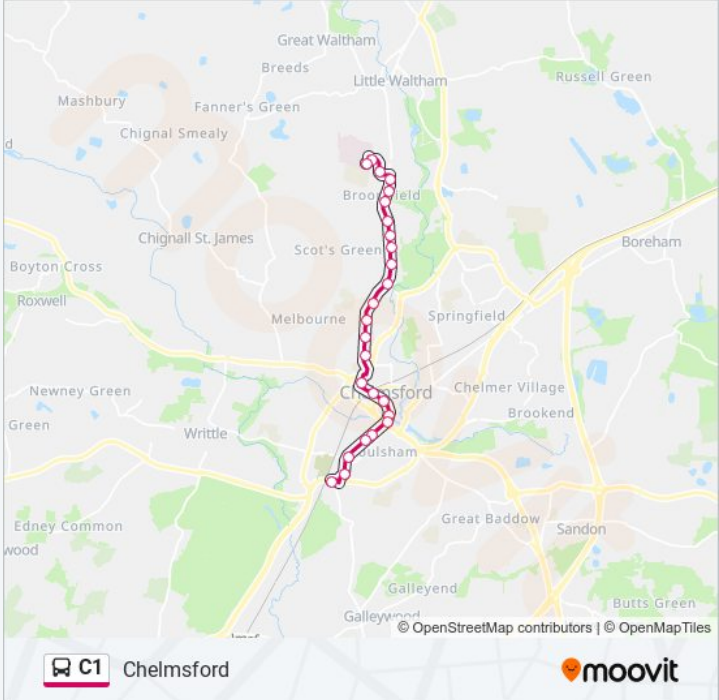 Great Waltham
Breeds
Little Waltham
Russell Green
Mashbury
Fanner's Green
Chignal Smealy
d
Broomfield
Chignall St. James
Scot's Green
Boreham
Boyton Cross
Roxwell
Melbourne
Springfield
Newney Green
Chelmsford
Chelmer Village
Brookend
Green
Writtle
oulsham
Great Baddow
Edney Common
Sandon
wood
Galleyend
Butts Green
Galleywood
© OpenStreetMap contributors | © OpenMapTiles
C1 Chelmsford
moovit